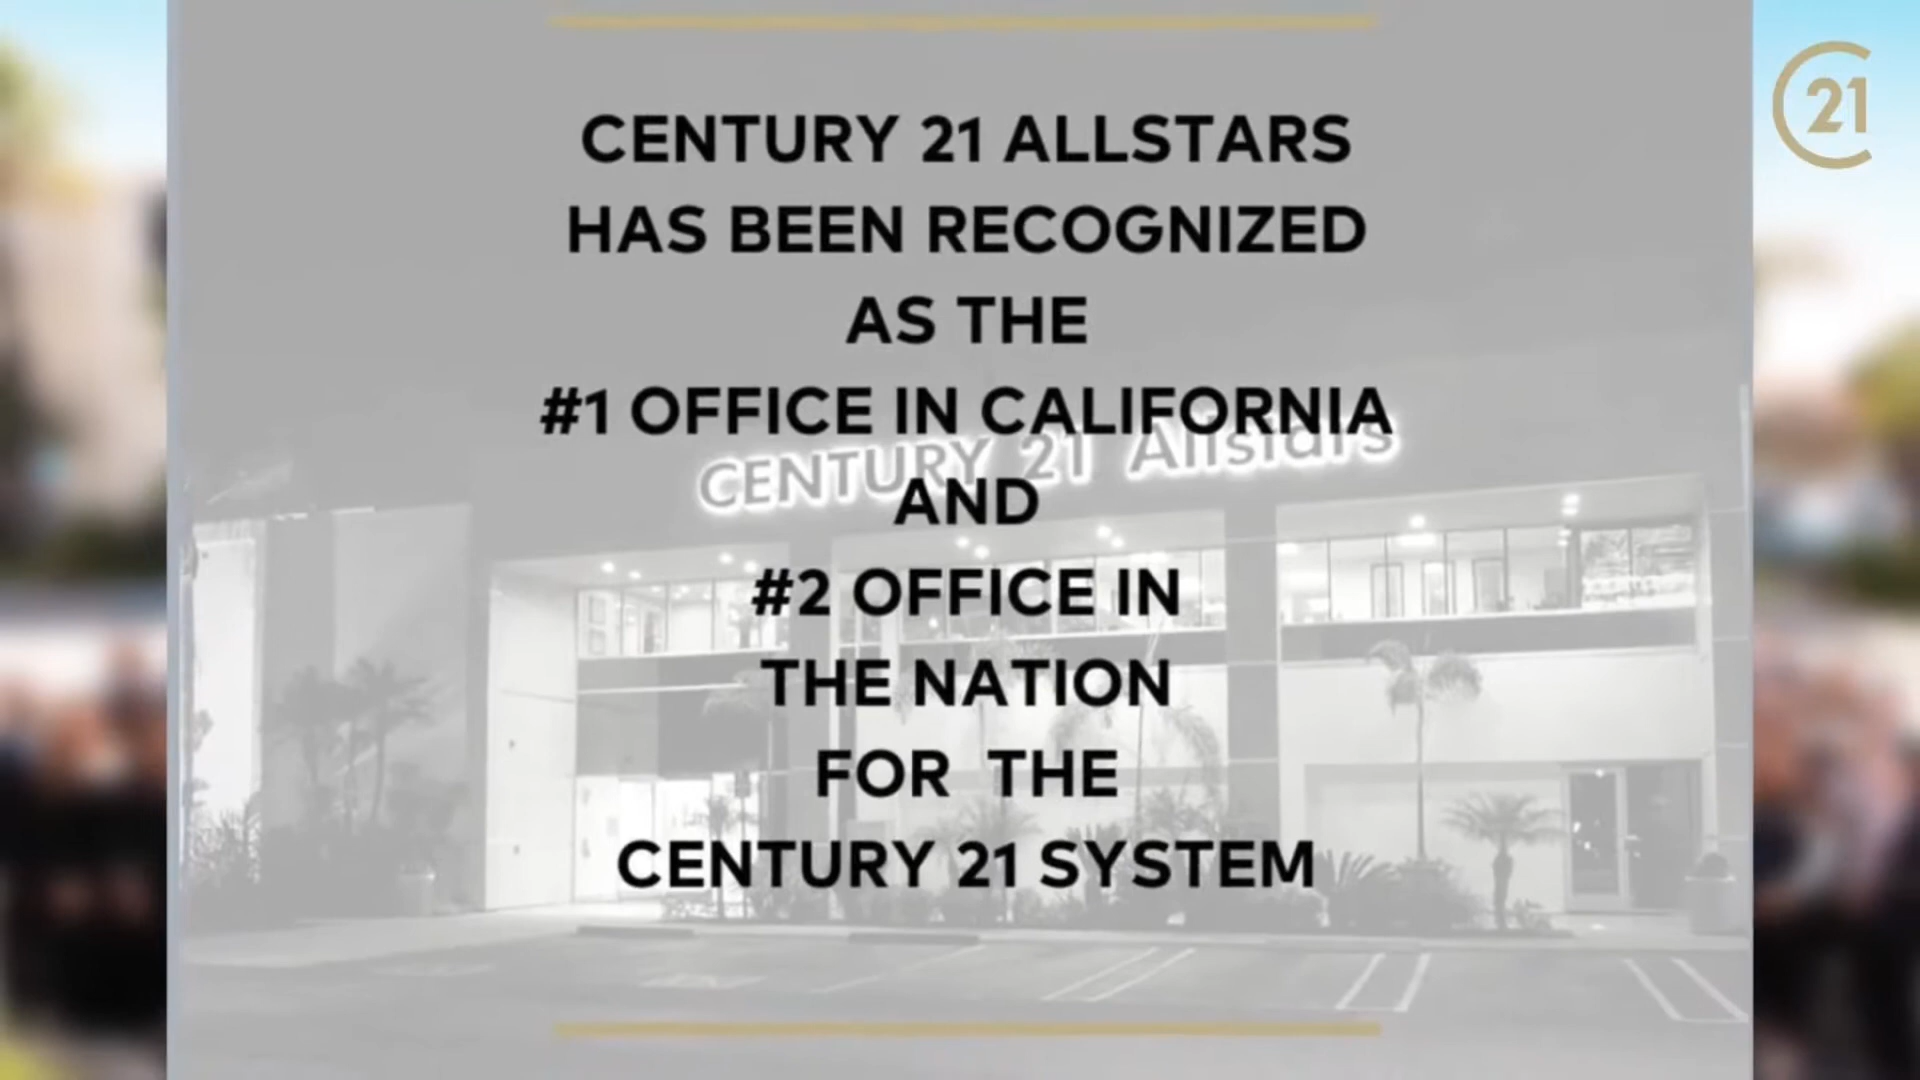 CENTURY 21 ALLSTARS
HAS BEEN RECOGNIZED
AS THE
#1 OFFICE IN CALIFORNIA
CENTURY 21 Allstars
AND
#2 OFFICE IN
THE NATION
FOR THE
CENTURY 21 SYSTEM
C21